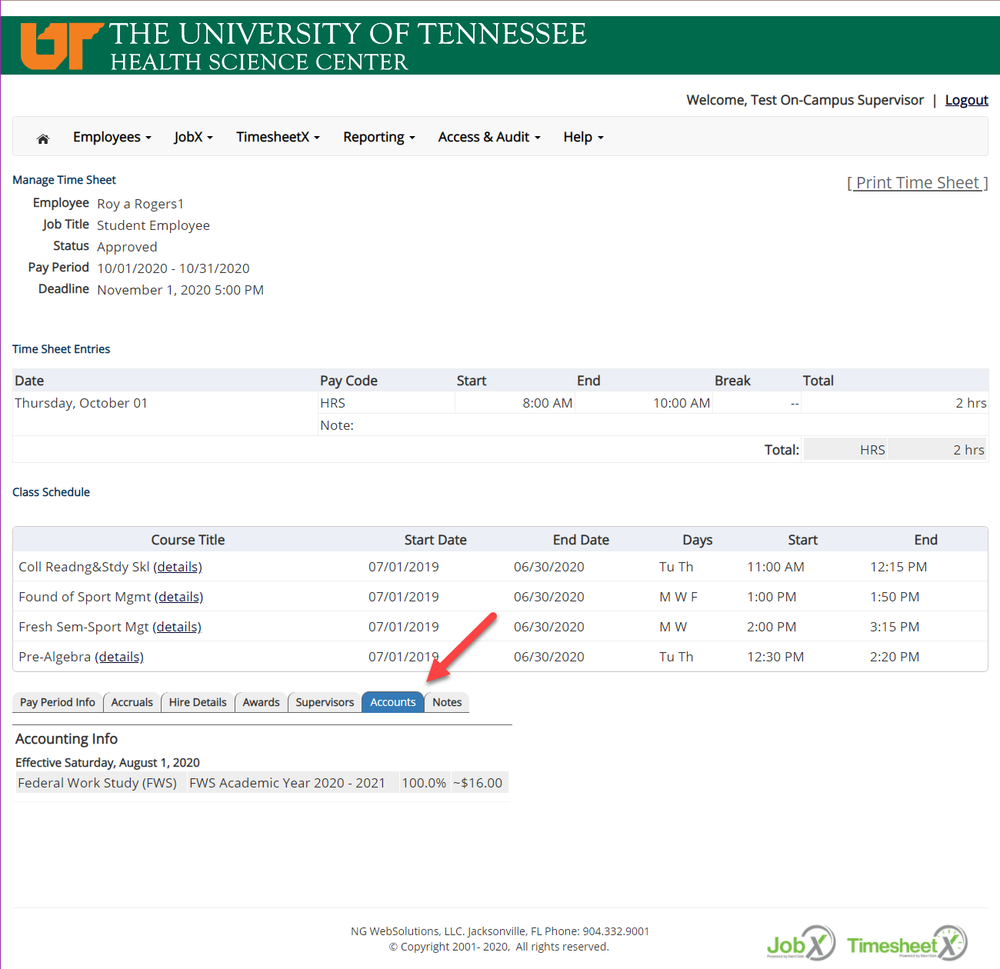 UT THE UNIVERSITY OF TENNESSEE
HEALTH SCIENCE CENTER
Welcome, Test On-Campus Supervisor | Logout
Employees JobX TimesheetX Reporting Access & Audit Help
Manage Time Sheet
[ Print Time Sheet ]
Employee Roy a Rogers1
Job Title Student Employee
Status Approved
Pay Period 10/01/2020 - 10/31/2020
Deadline November 1, 2020 5:00 PM
Time Sheet Entries
Date Pay Code Start End Break Total
Thursday, October 01 HRS 8:00 AM 10:00 AM -- 2 hrs
Note:
Total: HRS 2 hrs
Class Schedule
Course Title Start Date End Date Days Start End
Coll Readng&Stdy Skl (details) 07/01/2019 06/30/2020 Tu Th 11:00 AM 12:15 PM
Found of Sport Mgmt (details) 07/01/2019 06/30/2020 M W F 1:00 PM 1:50 PM
Fresh Sem-Sport Mgt (details) 07/01/2019 06/30/2020 M W 2:00 PM 3:15 PM
Pre-Algebra (details) 07/01/2019 06/30/2020 Tu Th 12:30 PM 2:20 PM
Pay Period Info Accruals Hire Details Awards Supervisors Accounts Notes
Accounting Info
Effective Saturday, August 1, 2020
Federal Work Study (FWS) FWS Academic Year 2020 - 2021 100.0% ~$16.00
NG WebSolutions, LLC. Jacksonville, FL Phone: 904.332.9001
© Copyright 2001- 2020, All rights reserved.
JobX TimesheetX
Powered by Next Gen Powered by Next Gen